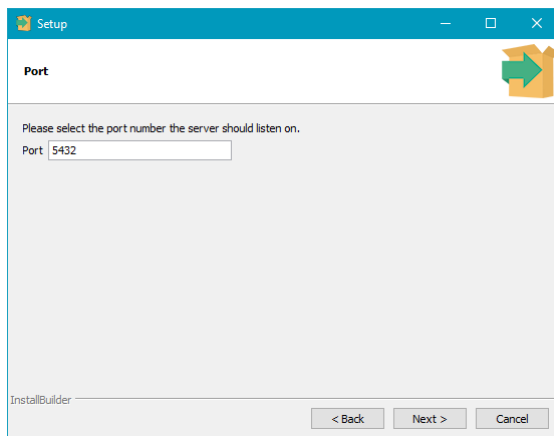 Setup
Port
Please select the port number the server should listen on.
Port 5432
InstallBuilder
< Back Next > Cancel